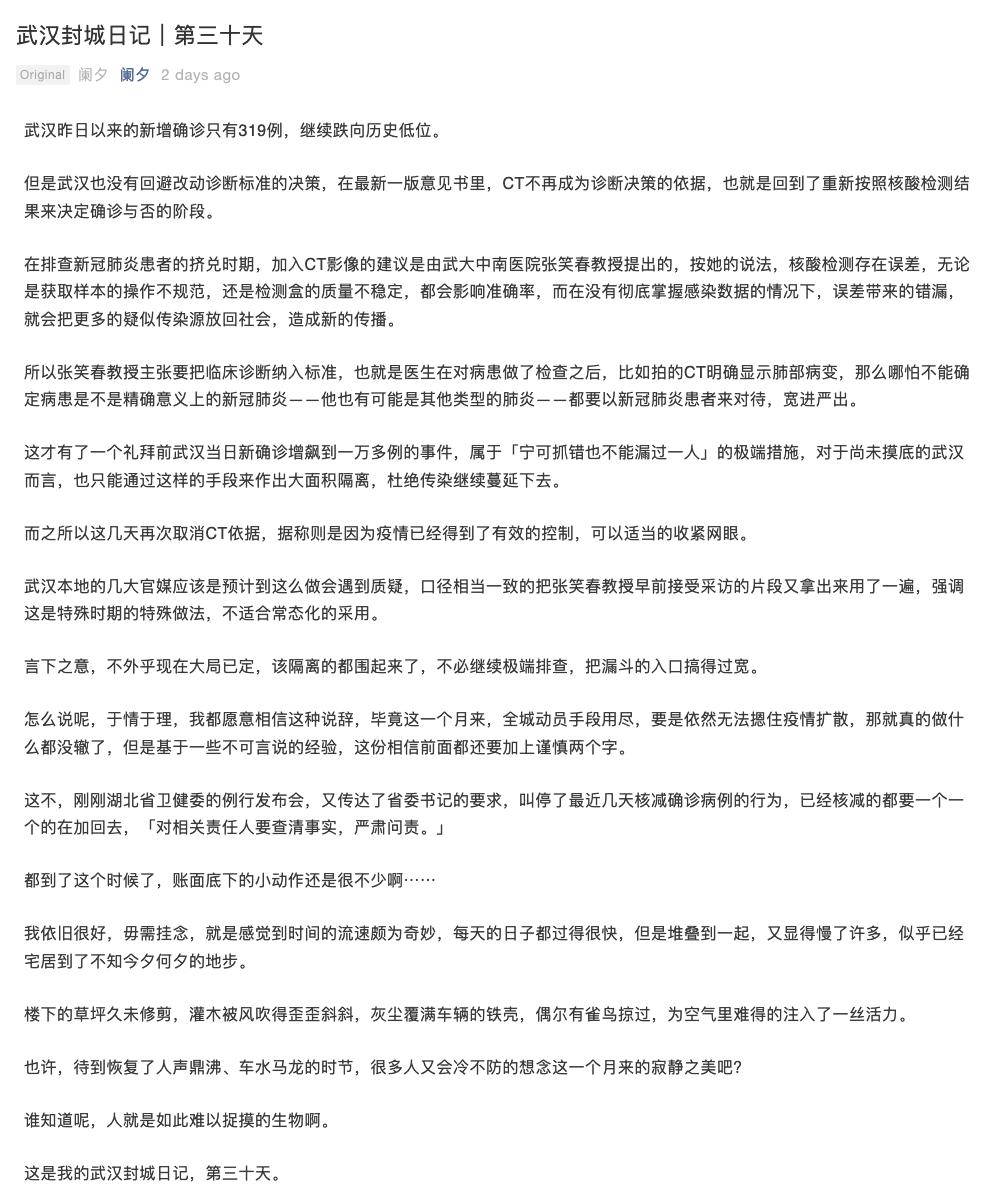 武汉封城日记｜第三十天
Original 阑夕 阑夕 2 days ago
武汉昨日以来的新增确诊只有319例，继续跌向历史低位。
但是武汉也没有回避改动诊断标准的决策，在最新一版意见书里，CT不再成为诊断决策的依据，也就是回到了重新按照核酸检测结
果来决定确诊与否的阶段。
在排查新冠肺炎患者的挤兑时期，加入CT影像的建议是由武大中南医院张笑春教授提出的，按她的说法，核酸检测存在误差，无论
是获取样本的操作不规范，还是检测盒的质量不稳定，都会影响准确率，而在没有彻底掌握感染数据的情况下，误差带来的错漏，
就会把更多的疑似传染源放回社会，造成新的传播。
所以张笑春教授主张要把临床诊断纳入标准，也就是医生在对病患做了检查之后，比如拍的CT明确显示肺部病变，那么哪怕不能确
定病患是不是精确意义上的新冠肺炎——他也有可能是其他类型的肺炎——都要以新冠肺炎患者来对待，宽进严出。
这才有了一个礼拜前武汉当日新确诊增飙到一万多例的事件，属于「宁可抓错也不能漏过一人」的极端措施，对于尚未摸底的武汉
而言，也只能通过这样的手段来作出大面积隔离，杜绝传染继续蔓延下去。
而之所以这几天再次取消CT依据，据称则是因为疫情已经得到了有效的控制，可以适当的收紧网眼。
武汉本地的几大官媒应该是预计到这么做会遇到质疑，口径相当一致的把张笑春教授早前接受采访的片段又拿出来用了一遍，强调
这是特殊时期的特殊做法，不适合常态化的采用。
言下之意，不外乎现在大局已定，该隔离的都围起来了，不必继续极端排查，把漏斗的入口搞得过宽。
怎么说呢，于情于理，我都愿意相信这种说辞，毕竟这一个月来，全城动员手段用尽，要是依然无法摁住疫情扩散，那就真的做什
么都没辙了，但是基于一些不可言说的经验，这份相信前面都还要加上谨慎两个字。
这不，刚刚湖北省卫健委的例行发布会，又传达了省委书记的要求，叫停了最近几天核减确诊病例的行为，已经核减的都要一个一
个的在加回去，「对相关责任人要查清事实，严肃问责。」
都到了这个时候了，账面底下的小动作还是很不少啊……
我依旧很好，毋需挂念，就是感觉到时间的流速颇为奇妙，每天的日子都过得很快，但是堆叠到一起，又显得慢了许多，似乎已经
宅居到了不知今夕何夕的地步。
楼下的草坪久未修剪，灌木被风吹得歪歪斜斜，灰尘覆满车辆的铁壳，偶尔有雀鸟掠过，为空气里难得的注入了一丝活力。
也许，待到恢复了人声鼎沸、车水马龙的时节，很多人又会冷不防的想念这一个月来的寂静之美吧？
谁知道呢，人就是如此难以捉摸的生物啊。
这是我的武汉封城日记，第三十天。